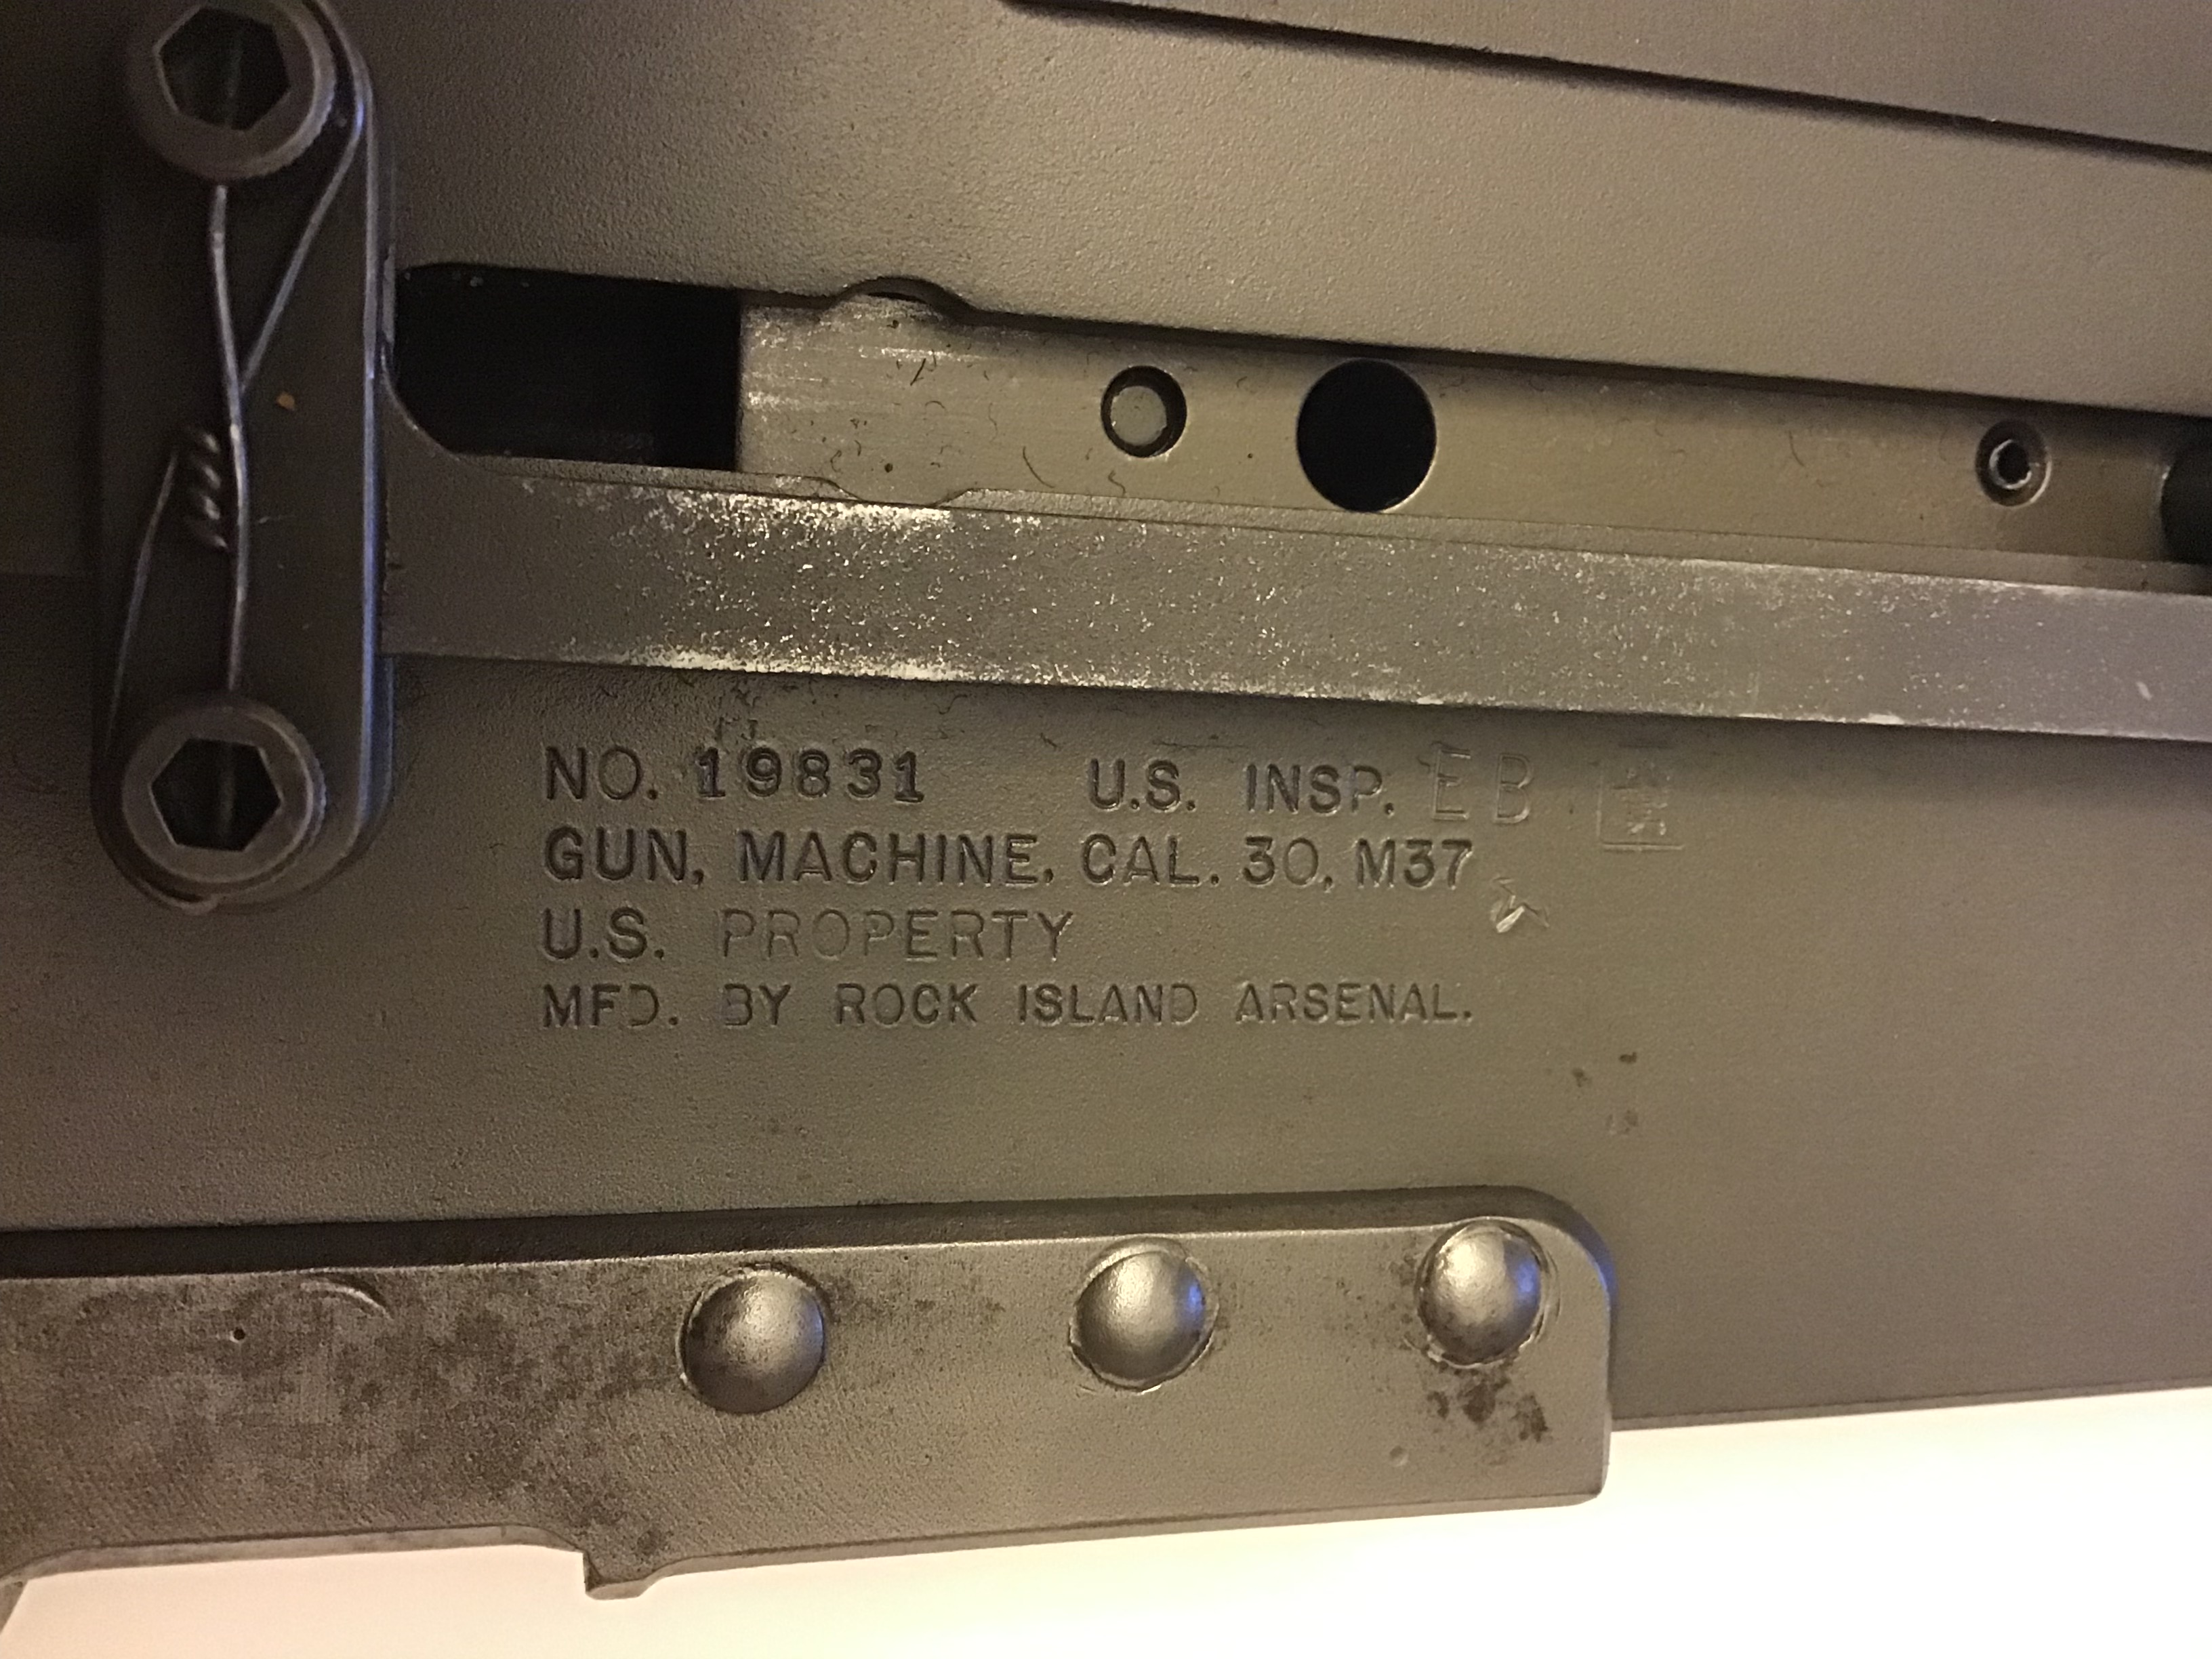 NO. 19831 U.S. INSP. EB
GUN, MACHINE, CAL. 30, M37
U.S. PROPERTY
MFD. BY ROCK ISLAND ARSENAL.